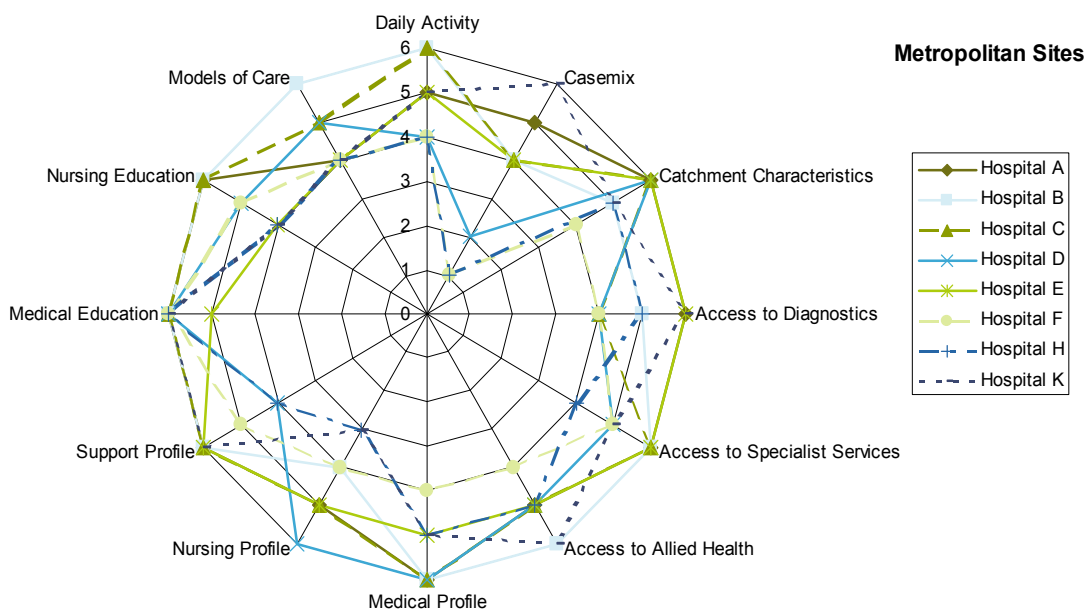 Daily Activity
Metropolitan Sites
Models of Care
Casemix
Nursing Education
Catchment Characteristics
Medical Education
Access to Diagnostics
Support Profile
Access to Specialist Services
Nursing Profile
Access to Allied Health
Medical Profile
6
5
4
3
2
1
0
Hospital A
Hospital B
Hospital C
Hospital D
Hospital E
Hospital F
Hospital H
Hospital K